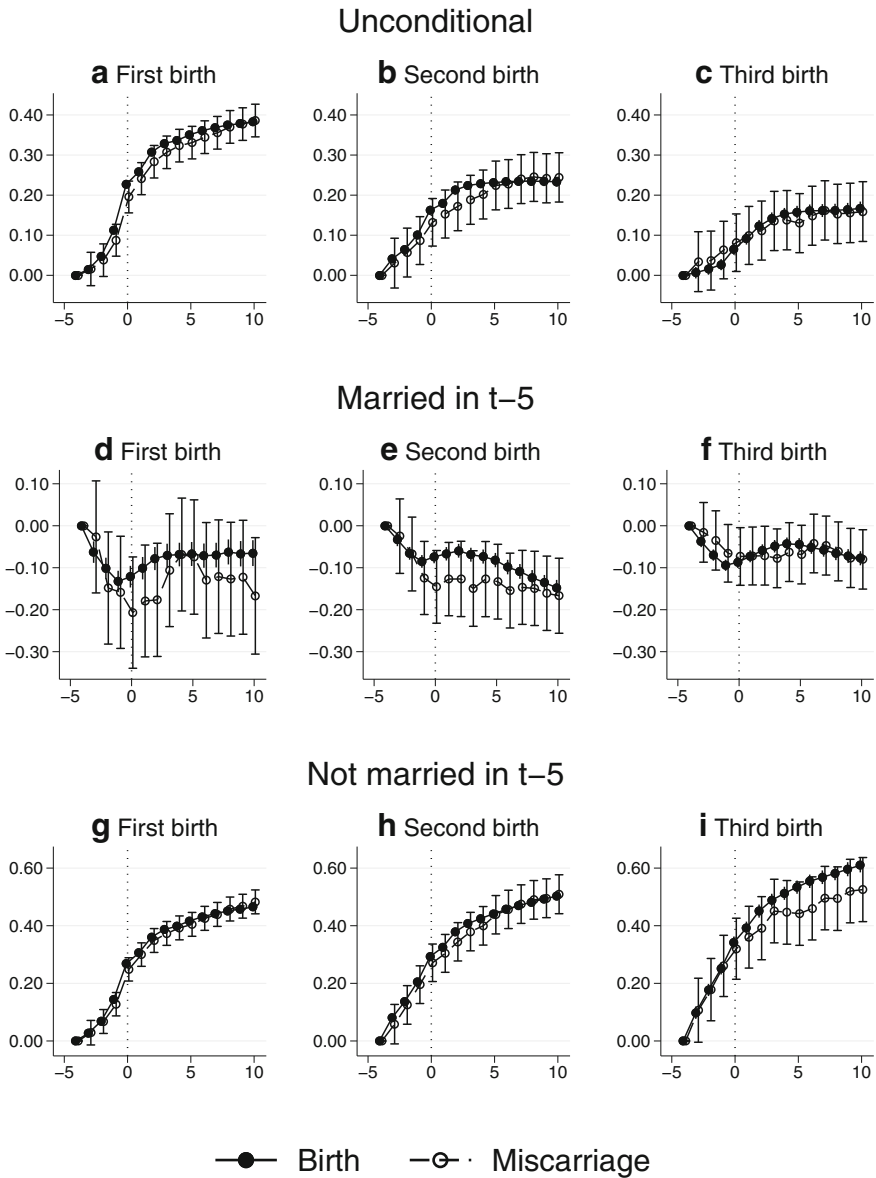 Unconditional
a First birth
b Second birth
c Third birth
0.40
0.30
0.20
0.10
0.00
−5 0 5 10
0.40
0.30
0.20
0.10
0.00
−5 0 5 10
0.40
0.30
0.20
0.10
0.00
−5 0 5 10
Married in t−5
d First birth
e Second birth
f Third birth
0.10
0.00
−0.10
−0.20
−0.30
−5 0 5 10
0.10
0.00
−0.10
−0.20
−0.30
−5 0 5 10
0.10
0.00
−0.10
−0.20
−0.30
−5 0 5 10
Not married in t−5
g First birth
h Second birth
i Third birth
0.60
0.40
0.20
0.00
−5 0 5 10
0.60
0.40
0.20
0.00
−5 0 5 10
0.60
0.40
0.20
0.00
−5 0 5 10
Birth Miscarriage